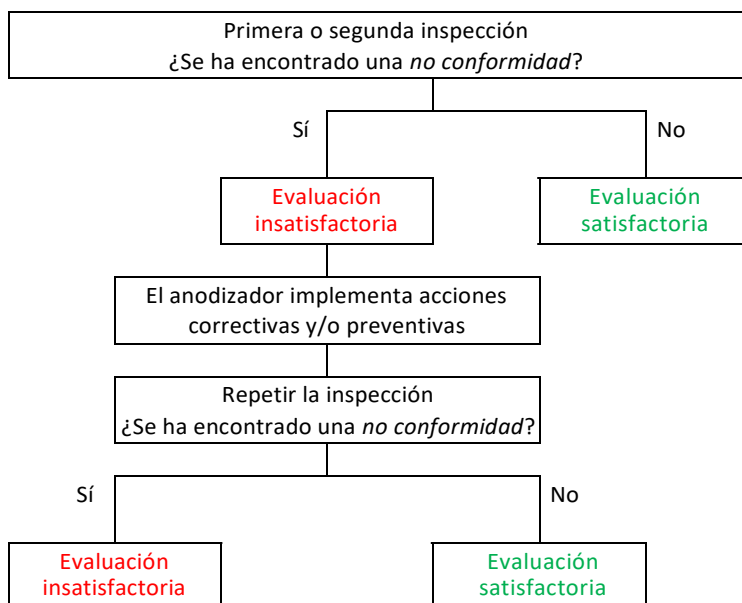 Primera o segunda inspección
¿Se ha encontrado una no conformidad?
Sí
No
Evaluación
insatisfactoria
Evaluación
satisfactoria
El anodizador implementa acciones
correctivas y/o preventivas
Repetir la inspección
¿Se ha encontrado una no conformidad?
Sí
No
Evaluación
insatisfactoria
Evaluación
satisfactoria